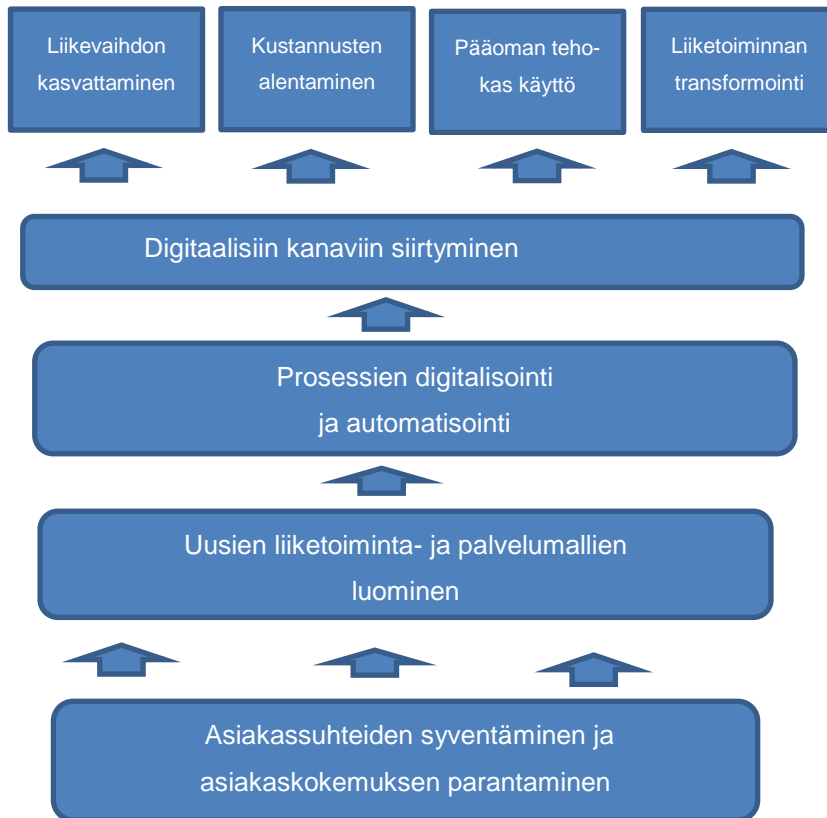 Liikevaihdon
kasvattaminen
Kustannusten
alentaminen
Pääoman teho-
kas käyttö
Liiketoiminnan
transformointi
Digitaalisiin kanaviin siirtyminen
Prosessien digitalisointi
ja automatisointi
Uusien liiketoiminta- ja palvelumallien
luominen
Asiakassuhteiden syventäminen ja
asiakaskokemuksen parantaminen